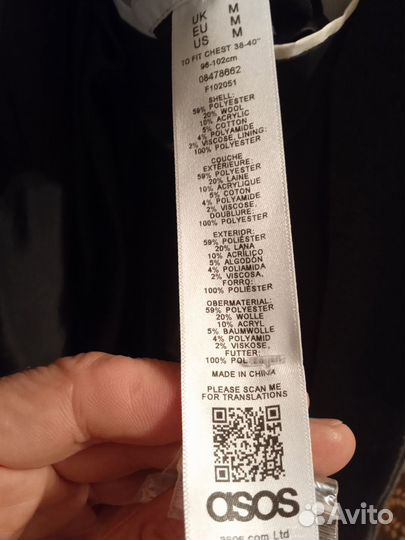 UK M
EU M
US M
TO FIT CHEST 38-40"
96-102cm
08478662
F102051
SHELL:
59% POLYESTER
20% WOOL
10% ACRYLIC
5% COTTON
4% POLYAMIDE
2% VISCOSE, LINING:
100% POLYESTER
COUCHE
EXTÉRIEURE:
59% POLYESTER
20% LAINE
10% ACRYLIQUE
5% COTON
4% POLYAMIDE
2% VISCOSE,
DOUBLURE:
100% POLYESTER
EXTERIOR:
59% POLIÉSTER
20% LANA
10% ACRÍLICO
5% ALGODÓN
4% POLIAMIDA
2% VISCOSA,
FORRO:
100% POLIÉSTER
OBERMATERIAL:
59% POLYESTER
20% WOLLE
10% ACRYL
5% BAUMWOLLE
4% POLYAMID
2% VISKOSE,
FUTTER:
100% POL
MADE IN CHINA
PLEASE SCAN ME
FOR TRANSLATIONS
asos
asos.com Ltd
Avito